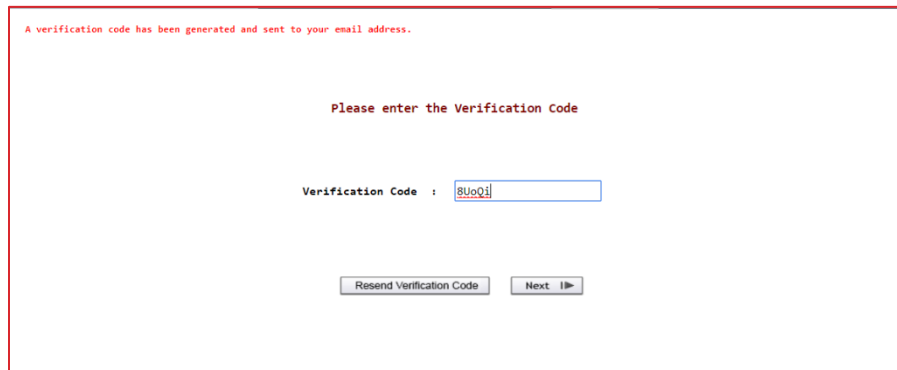 A verification code has been generated and sent to your email address.
Please enter the Verification Code
Verification Code : 8UoQi
Resend Verification Code Next